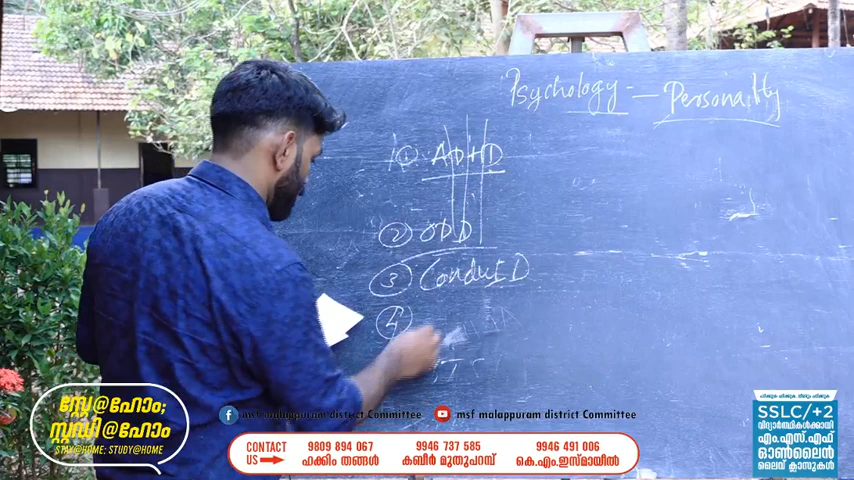 Psychology - Personality
① ADHD
② ODD
③ Conduct D
④
സ്റ്റേ@ഹോം;
സ്റ്റഡി@ഹോം
STAY@HOME; STUDY@HOME
msf malappuram district Committee
msf malappuram district Committee
CONTACT US
9809 894 067
ഹക്കിം തങ്ങൾ
9946 737 585
കബീർ മുതുപറമ്പ്
9946 491 006
കെ.എം.ഇസ്മായീൽ
SSLC/+2
വിദ്യാർത്ഥികൾക്കായി
എം.എസ്.എഫ്
ഓൺലൈൻ
ലൈവ് ക്ലാസുകൾ